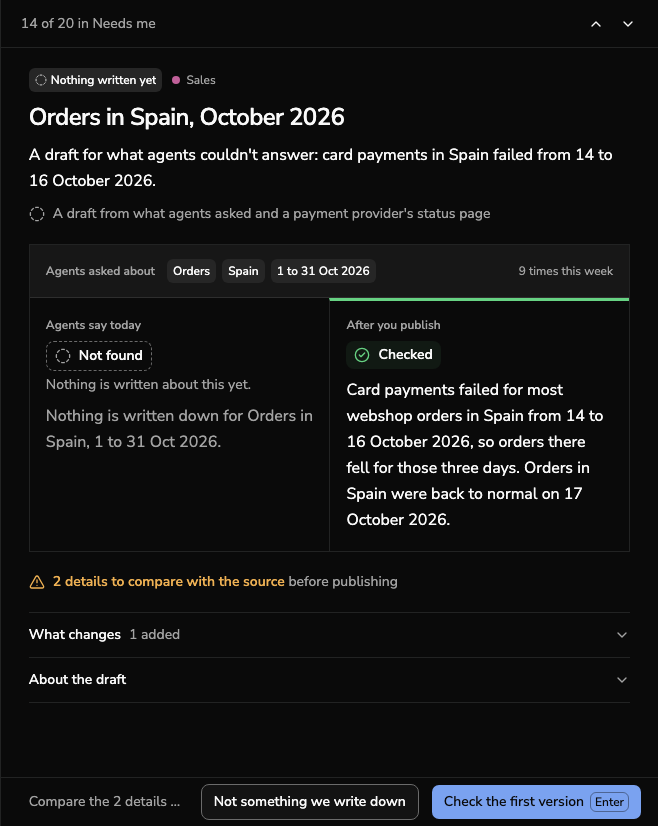 14 of 20 in Needs me
Nothing written yet
Sales
Orders in Spain, October 2026
A draft for what agents couldn't answer: card payments in Spain failed from 14 to
16 October 2026.
A draft from what agents asked and a payment provider's status page
Agents asked about Orders Spain 1 to 31 Oct 2026 9 times this week
Agents say today
Not found
Nothing is written about this yet.
Nothing is written down for Orders in
Spain, 1 to 31 Oct 2026.
After you publish
Checked
Card payments failed for most
webshop orders in Spain from 14 to
16 October 2026, so orders there
fell for those three days. Orders in
Spain were back to normal on 17
October 2026.
2 details to compare with the source before publishing
What changes 1 added
About the draft
Compare the 2 details ...
Not something we write down
Check the first version Enter